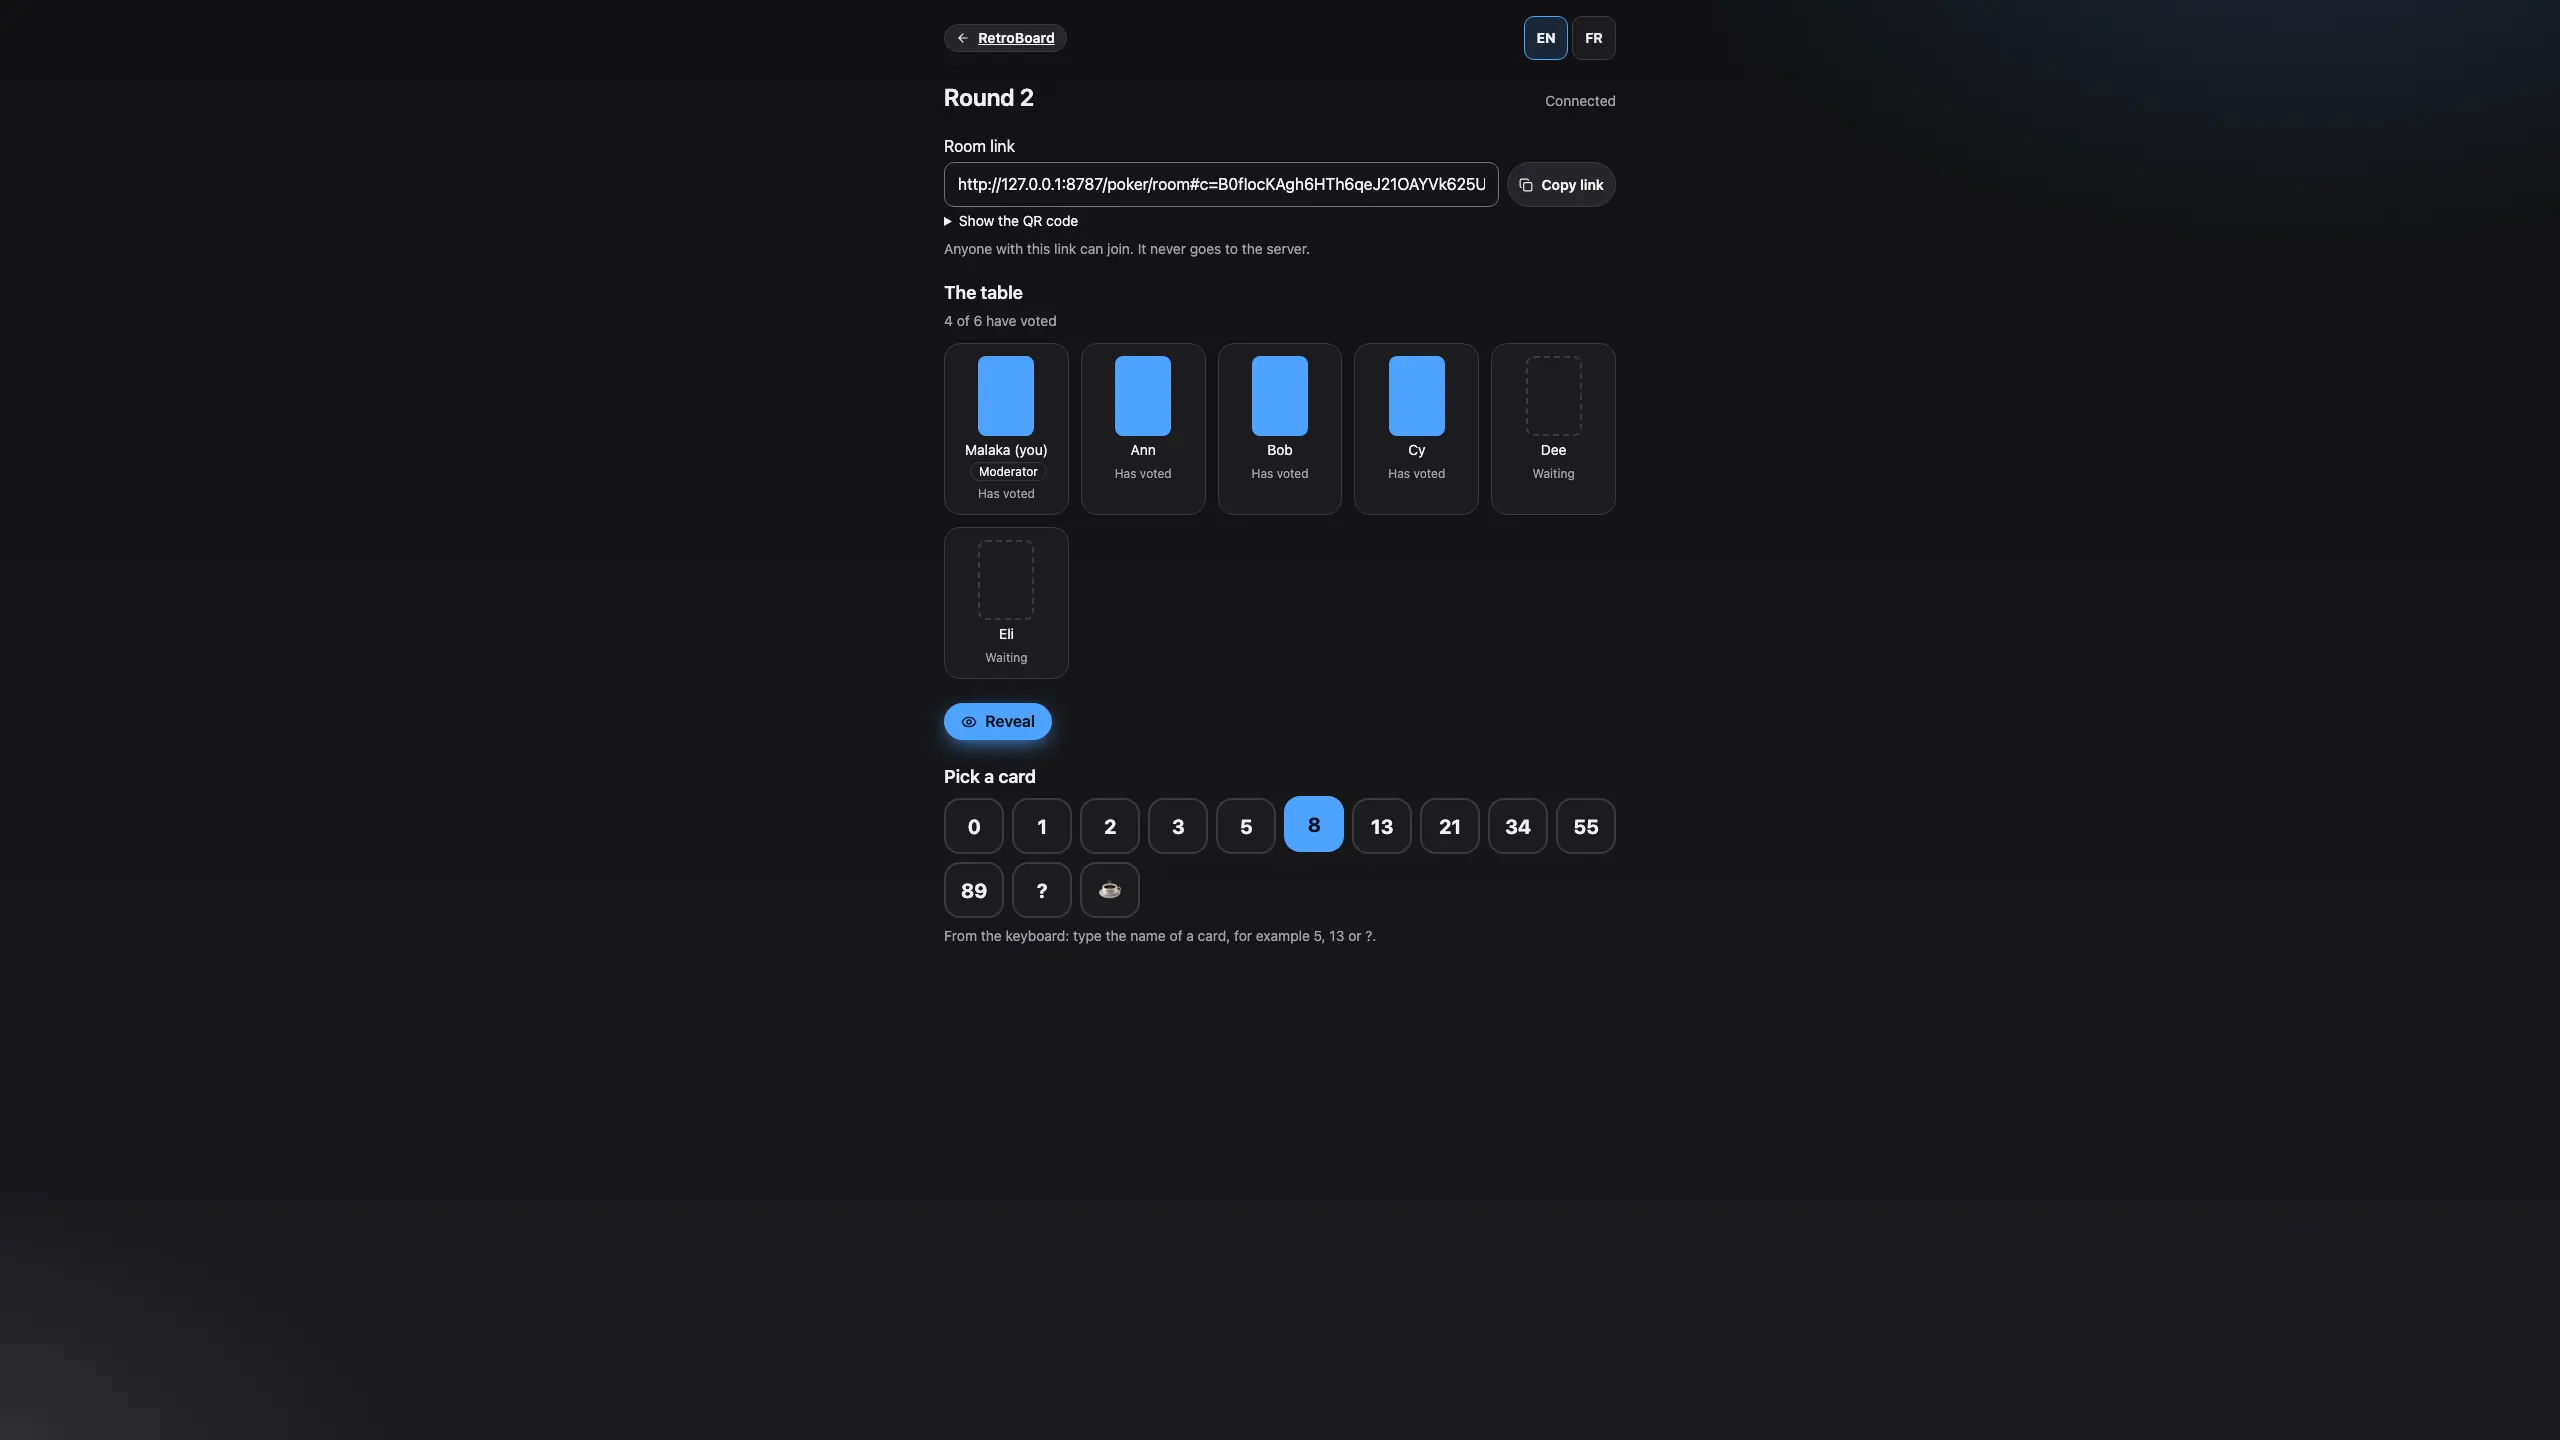 RetroBoard
EN FR
Round 2
Connected
Room link
http://127.0.0.1:8787/poker/room#c=B0flocKAgh6HTh6qeJ21OAYVk625U
Copy link
Show the QR code
Anyone with this link can join. It never goes to the server.
The table
4 of 6 have voted
Malaka (you)
Moderator
Has voted
Ann
Has voted
Bob
Has voted
Cy
Has voted
Dee
Waiting
Eli
Waiting
Reveal
Pick a card
0 1 2 3 5 8 13 21 34 55
89 ?
From the keyboard: type the name of a card, for example 5, 13 or ?.